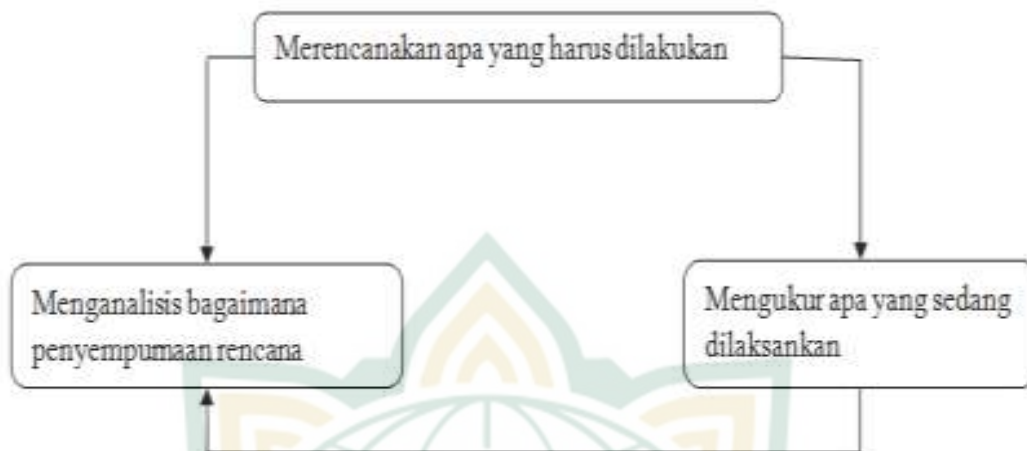 Merencanakan apa yang harus dilakukan
Menganalisis bagaimana
penyempurnaan rencana
Mengukur apa yang sedang
dilaksankan